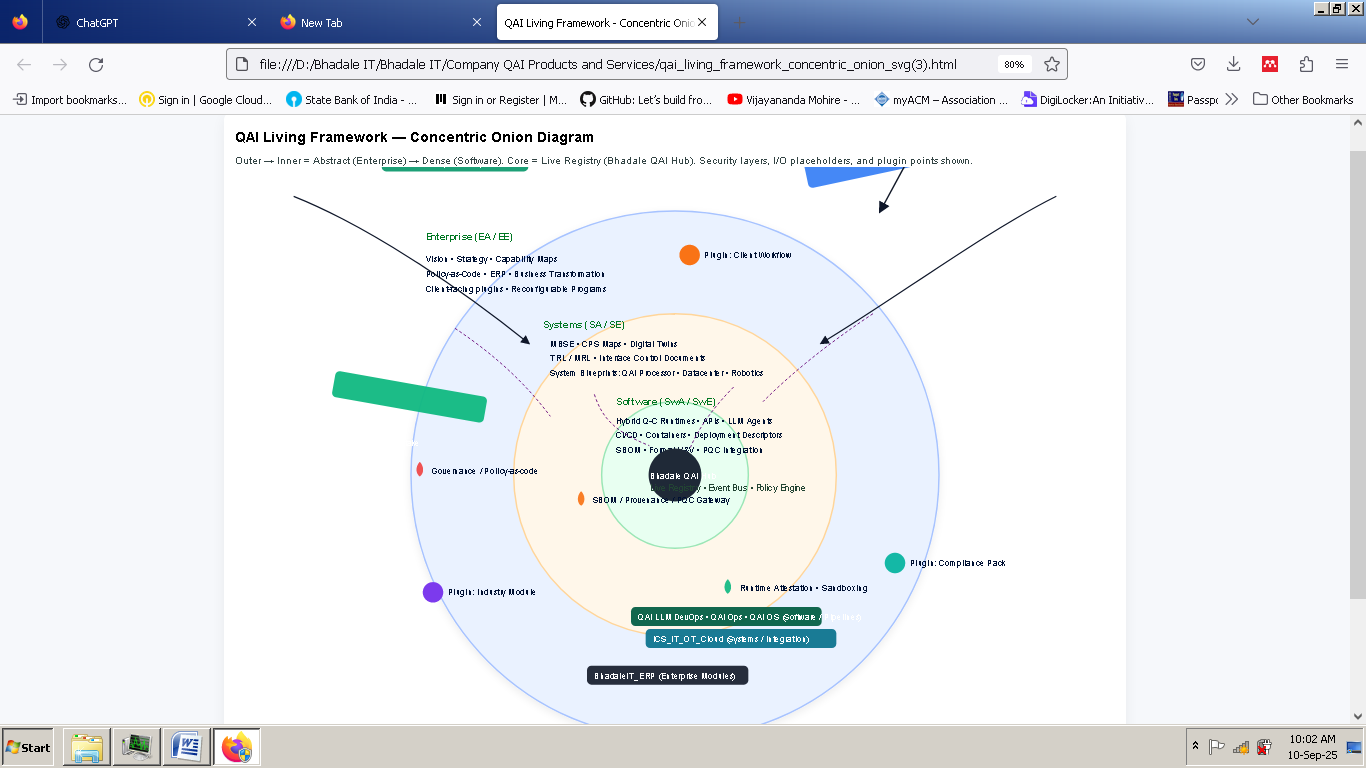 ChatGPT
New Tab
QAI Living Framework - Concentric Oni
file:///D:/Bhadale IT/Bhadale IT/Company QAI Products and Services/qai_living_framework_concentric_onion_svg(3).html
80%
Import bookmarks...
Sign in | Google Cloud...
State Bank of India - ...
Sign in or Register | M...
GitHub: Let's build fro...
Vijayananda Mohire - ...
myACM – Association ...
DigiLocker:An Initiativ...
Passpo
Other Bookmarks
QAI Living Framework — Concentric Onion Diagram
Outer → Inner = Abstract (Enterprise) → Dense (Software). Core = Live Registry (Bhadale QAI Hub). Security layers, I/O placeholders, and plugin points shown.
Enterprise (EA / EE)
Vision • Strategy • Capability Maps
Policy-as-Code • ERP • Business Transformation
Client-facing plugins • Reconfigurable Programs
Plugin: Client Workflow
Systems (SA / SE)
MBSE • CPS Maps • Digital Twins
TRL / MRL • Interface Control Documents
System Blueprints: QAI Processor • Datacenter • Robotics
Software (SwA / SwE)
Hybrid Q-C Runtimes • APIs • LLM Agents
CI/CD • Containers • Deployment Descriptors
SBOM • Formal V&V • PQC Integration
Governance / Policy-as-code
Bhadale QAI
Registry • Event Bus • Policy Engine
SBOM / Provenance / PQC Gateway
Plugin: Compliance Pack
Plugin: Industry Module
Runtime Attestation • Sandboxing
QAI LLM DevOps • QAI Ops • QAI OS (Software / Pipelines)
ICS_IT_OT_Cloud (Systems / Integration)
BhadaleIT_ERP (Enterprise Modules)
Start
10:02 AM
10-Sep-25